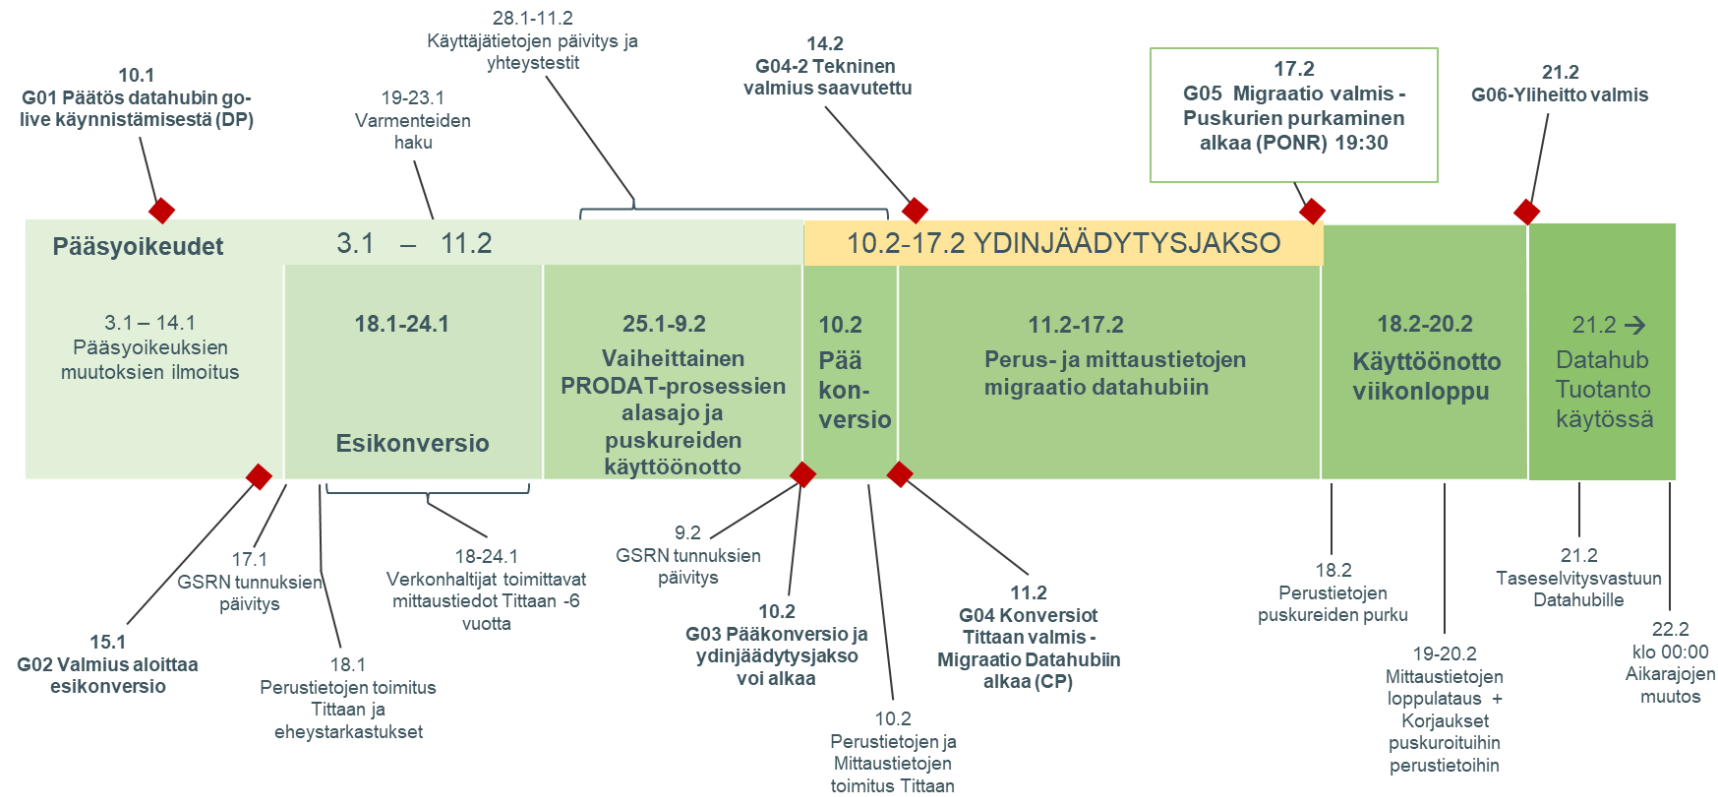 28.1-11.2
Käyttäjätietojen päivitys ja
yhteystestit
10.1
G01 Päätös datahubin go-
live käynnistämisestä (DP)
19-23.1
Varmenteiden
haku
14.2
G04-2 Tekninen
valmius saavutettu
17.2
G05 Migraatio valmis -
Puskurien purkaminen
alkaa (PONR) 19:30
21.2
G06-Yliheitto valmis
Pääsyoikeudet
3.1 – 11.2
10.2-17.2 YDINJÄÄDYTYSJAKSO
3.1 – 14.1
Pääsyoikeuksien
muutoksien ilmoitus
18.1-24.1
Esikonversio
25.1-9.2
Vaiheittainen
PRODAT-prosessien
alasajo ja
puskureiden
käyttöönotto
10.2
Pää
kon-
versio
11.2-17.2
Perus- ja mittaustietojen
migraatio datahubiin
18.2-20.2
Käyttöönotto
viikonloppu
21.2 →
Datahub
Tuotanto
käytössä
15.1
G02 Valmius aloittaa
esikonversio
17.1
GSRN tunnuksien
päivitys
18.1
Perustietojen toimitus
Tittaan ja
eheystarkastukset
18-24.1
Verkonhaltijat toimittavat
mittaustiedot Tittaan -6
vuotta
9.2
GSRN tunnuksien
päivitys
10.2
G03 Pääkonversio ja
ydinjäädytysjakso
voi alkaa
10.2
Perustietojen ja
Mittaustietojen
toimitus Tittaan
11.2
G04 Konversiot
Tittaan valmis -
Migraatio Datahubiin
alkaa (CP)
18.2
Perustietojen
puskureiden purku
19-20.2
Mittaustietojen
loppulataus +
Korjaukset
puskuroituihin
perustietoihin
21.2
Taseselvitysvastuun
Datahubille
22.2
klo 00:00
Aikarajojen
muutos